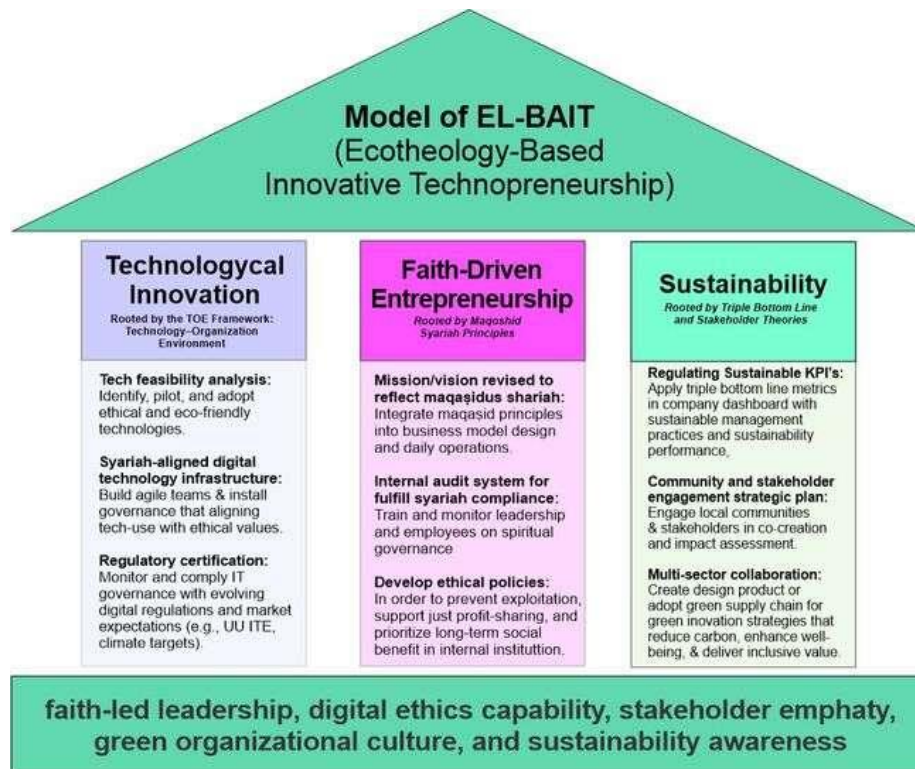 Model of EL-BAIT
(Ecotheology-Based
Innovative Technopreneurship)
Technologycal
Innovation
Rooted by the TOE Framework:
Technology–Organization
Environment
Tech feasibility analysis:
Identify, pilot, and adopt
ethical and eco-friendly
technologies.
Syariah-aligned digital
technology infrastructure:
Build agile teams & install
governance that aligning
tech-use with ethical values.
Regulatory certification:
Monitor and comply IT
governance with evolving
digital regulations and market
expectations (e.g., UU ITE,
climate targets).
Faith-Driven
Entrepreneurship
Rooted by Maqoshid
Syariah Principles
Mission/vision revised to
reflect maqaṣidus shariah:
Integrate maqasid principles
into business model design
and daily operations.
Internal audit system for
fulfill syariah compliance:
Train and monitor leadership
and employees on spiritual
governance
Develop ethical policies:
In order to prevent exploitation,
support just profit-sharing, and
prioritize long-term social
benefit in internal instituttion.
Sustainability
Rooted by Triple Bottom Line
and Stakeholder Theories
Regulating Sustainable KPI's:
Apply triple bottom line metrics
in company dashboard with
sustainable management
practices and sustainability
performance,
Community and stakeholder
engagement strategic plan:
Engage local communities
& stakeholders in co-creation
and impact assessment.
Multi-sector collaboration:
Create design product or
adopt green supply chain for
green inovation strategies that
reduce carbon, enhance well-
being, & deliver inclusive value.
faith-led leadership, digital ethics capability, stakeholder emphaty,
green organizational culture, and sustainability awareness